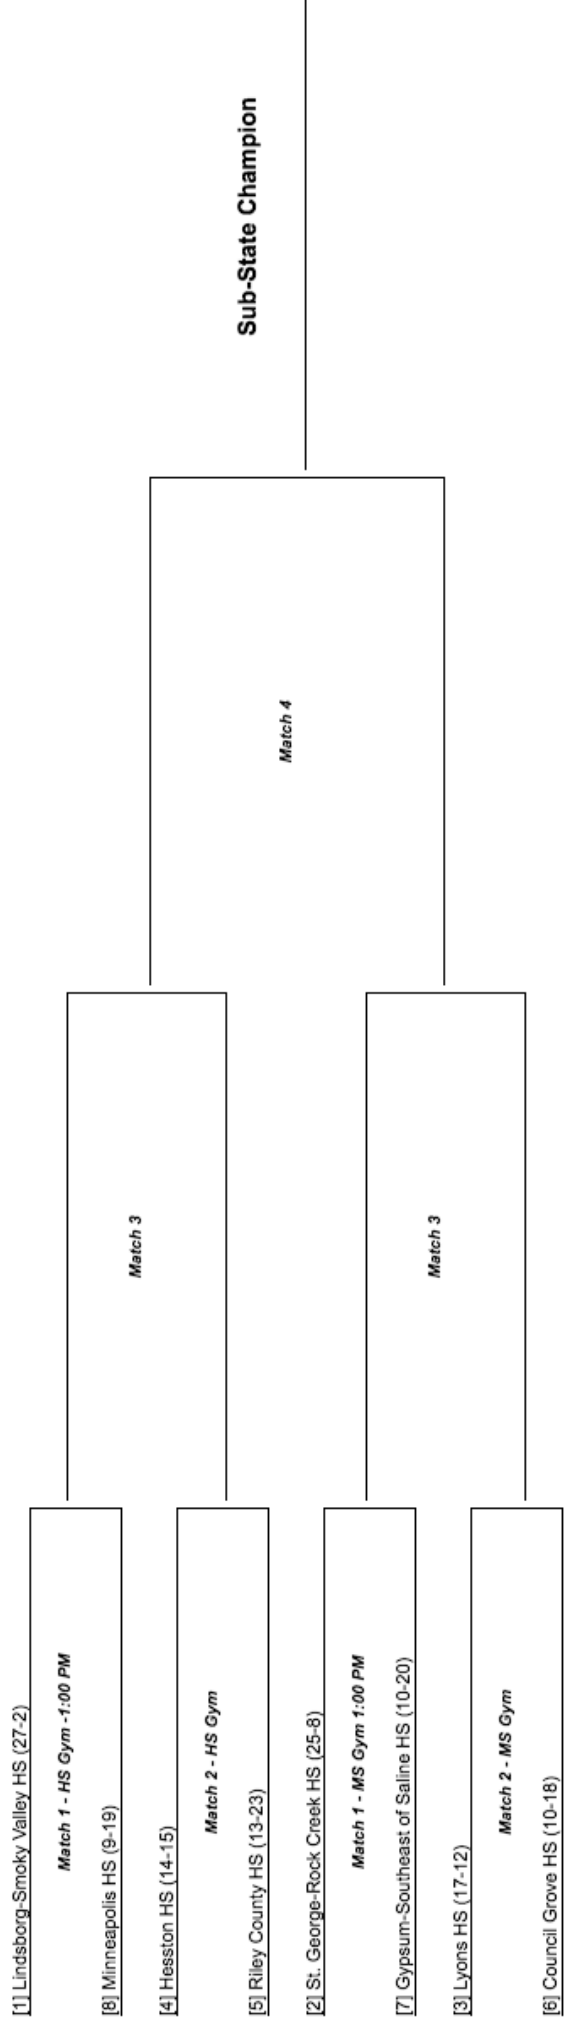 [1] Lindsborg-Smoky Valley HS (27-2)
Match 1 - HS Gym -1:00 PM
[8] Minneapolis HS (9-19)
Match 3
[4] Hesston HS (14-15)
Match 2 - HS Gym
[5] Riley County HS (13-23)
Match 4
Sub-State Champion
[2] St. George-Rock Creek HS (25-8)
Match 1 - MS Gym 1:00 PM
[7] Gypsum-Southeast of Saline HS (10-20)
Match 3
[3] Lyons HS (17-12)
Match 2 - MS Gym
[6] Council Grove HS (10-18)